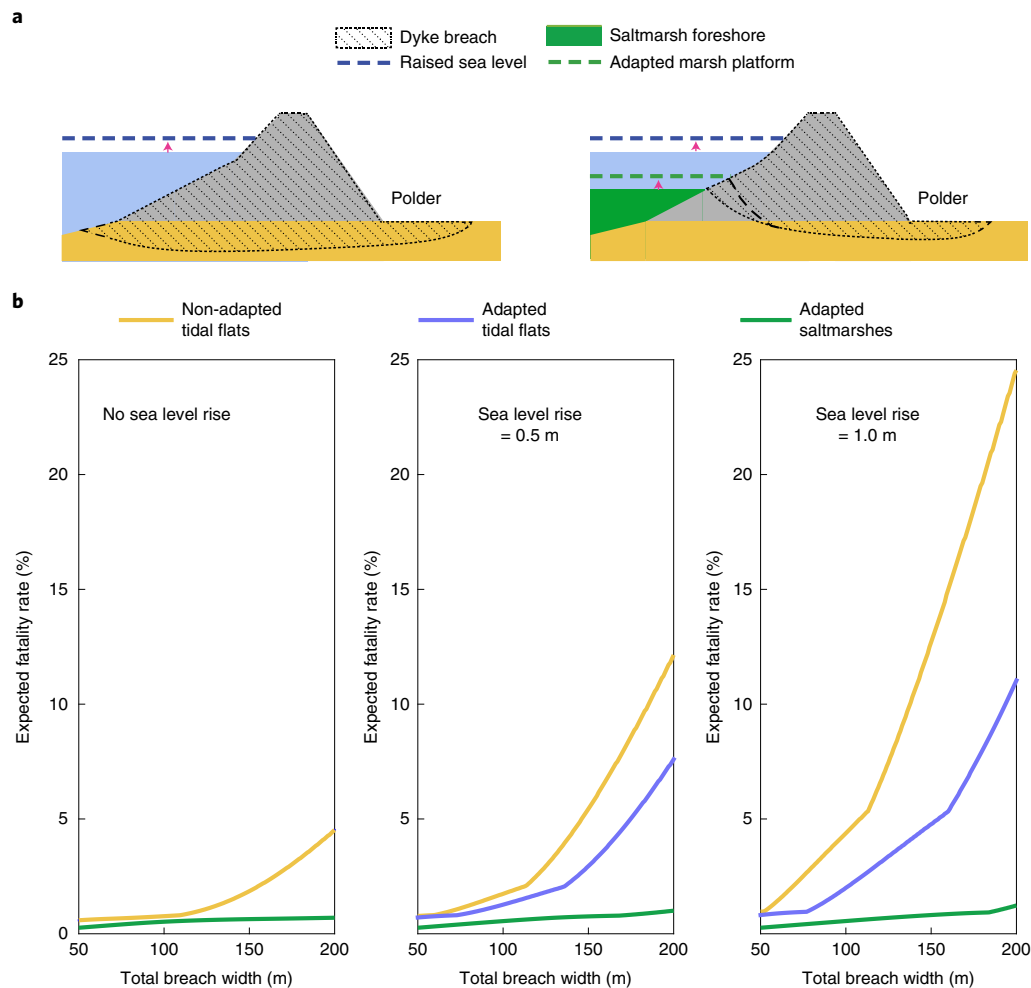 a
Dyke breach
Saltmarsh foreshore
Raised sea level
Adapted marsh platform
Polder
Polder
b
Non-adapted
tidal flats
Adapted
tidal flats
Adapted
saltmarshes
25
20
15
10
5
0
50
100
150
200
No sea level rise
Expected fatality rate (%)
Total breach width (m)
25
20
15
10
5
0
50
100
150
200
Sea level rise
= 0.5 m
Expected fatality rate (%)
Total breach width (m)
25
20
15
10
5
0
50
100
150
200
Sea level rise
= 1.0 m
Expected fatality rate (%)
Total breach width (m)